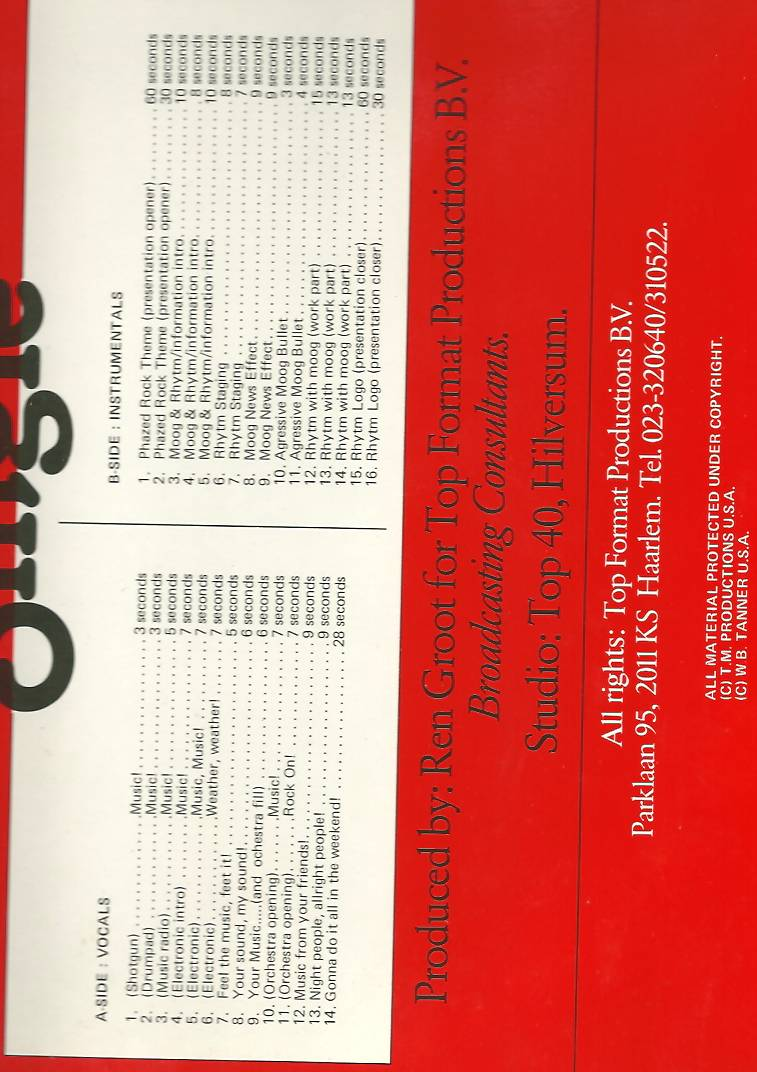 A-SIDE : VOCALS
1. (Shotgun) ................Music!................3 seconds
2. (Drumpad) ................Music!................3 seconds
3. (Music radio)................Music!................5 seconds
4. (Electronic intro) ............Music!................7 seconds
5. (Electronic)................Music, Music!............7 seconds
6. (Electronic)................Weather, weather!........7 seconds
7. Feel the music, feet it! ................5 seconds
8. Your sound, my sound!................6 seconds
9. Your Music.....(and ochestra fill) ................6 seconds
10. (Orchestra opening)........Music!................7 seconds
11. (Orchestra opening)........Rock On!................7 seconds
12. Music from your friends!................9 seconds
13. Night people, allright people!................9 seconds
14. Gonna do it all in the weekend! ................28 seconds
B-SIDE : INSTRUMENTALS
1. Phazed Rock Theme (presentation opener)........60 seconds
2. Phazed Rock Theme (presentation opener)........30 seconds
3. Moog & Rhytm/information intro................10 seconds
4. Moog & Rhytm/information intro................8 seconds
5. Moog & Rhytm/information intro................10 seconds
6. Rhytm Staging ................8 seconds
7. Rhytm Staging ................7 seconds
8. Moog News Effect................9 seconds
9. Moog News Effect................9 seconds
10. Agressive Moog Bullet................3 seconds
11. Agressive Moog Bullet................4 seconds
12. Rhytm with moog (work part) ................15 seconds
13. Rhytm with moog (work part) ................13 seconds
14. Rhytm with moog (work part) ................13 seconds
15. Rhytm Logo (presentation closer)................60 seconds
16. Rhytm Logo (presentation closer)................30 seconds
Produced by: Ren Groot for Top Format Productions B.V.
Broadcasting Consultants.
Studio: Top 40, Hilversum.
All rights: Top Format Productions B.V.
Parklaan 95, 2011 KS Haarlem. Tel. 023-320640/310522.
ALL MATERIAL PROTECTED UNDER COPYRIGHT.
(C) T.M. PRODUCTIONS U.S.A.
(C) W.B. TANNER U.S.A.